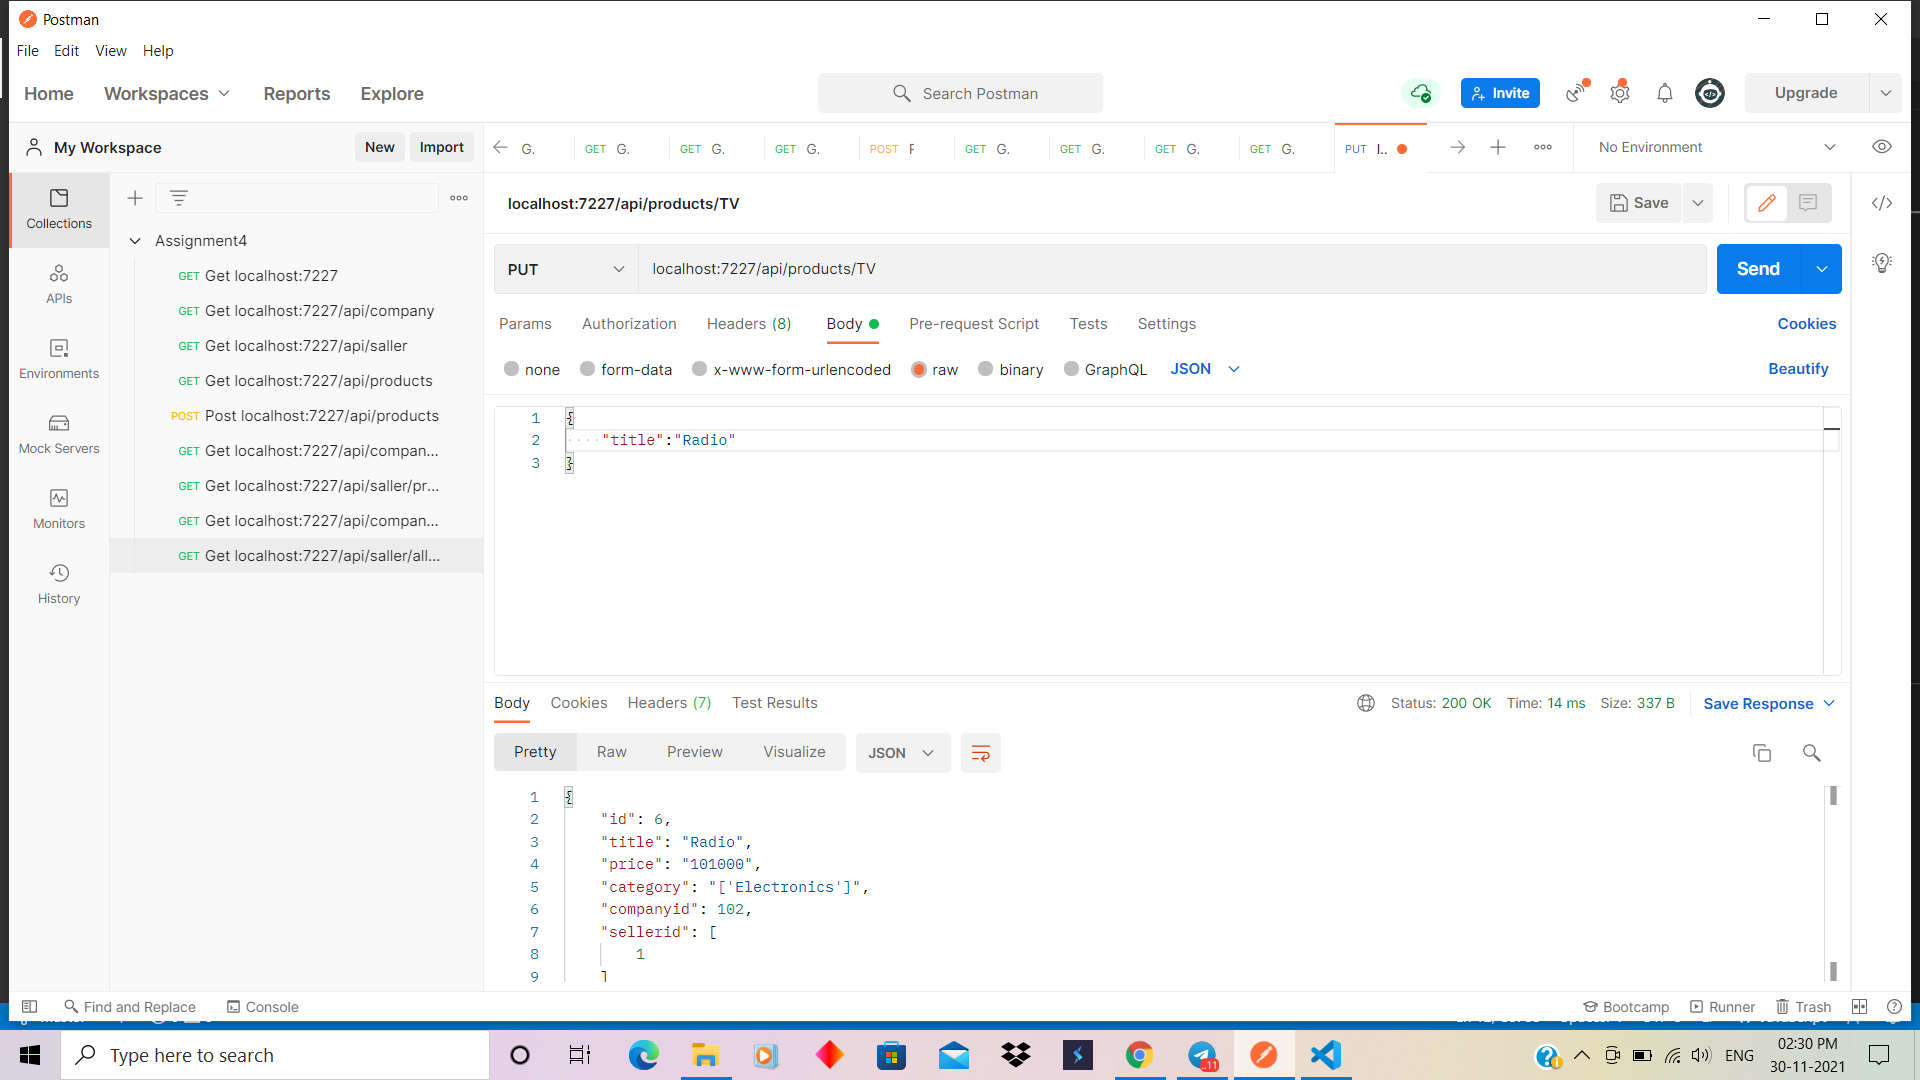 Postman
File Edit View Help
Home Workspaces Reports Explore
Search Postman
Invite
Upgrade
My Workspace New Import
G. GET G. GET G. GET G. POST F GET G. GET G. GET G. GET G. PUT l..
No Environment
Collections
APIs
Environments
Mock Servers
Monitors
History
Assignment4
GET Get localhost:7227
GET Get localhost:7227/api/company
GET Get localhost:7227/api/saller
GET Get localhost:7227/api/products
POST Post localhost:7227/api/products
GET Get localhost:7227/api/compan...
GET Get localhost:7227/api/saller/pr...
GET Get localhost:7227/api/compan...
GET Get localhost:7227/api/saller/all...
localhost:7227/api/products/TV
Save
PUT localhost:7227/api/products/TV Send
Params Authorization Headers (8) Body Pre-request Script Tests Settings Cookies
none form-data x-www-form-urlencoded raw binary GraphQL JSON Beautify
1 {
2 "title":"Radio"
3 }
Body Cookies Headers (7) Test Results Status: 200 OK Time: 14 ms Size: 337 B Save Response
Pretty Raw Preview Visualize JSON
1 {
2 "id": 6,
3 "title": "Radio",
4 "price": "101000",
5 "category": "['Electronics']",
6 "companyid": 102,
7 "sellerid": [
8 1
9 ]
Find and Replace Console
Bootcamp Runner Trash
Type here to search
..11
ENG
02:30 PM
30-11-2021